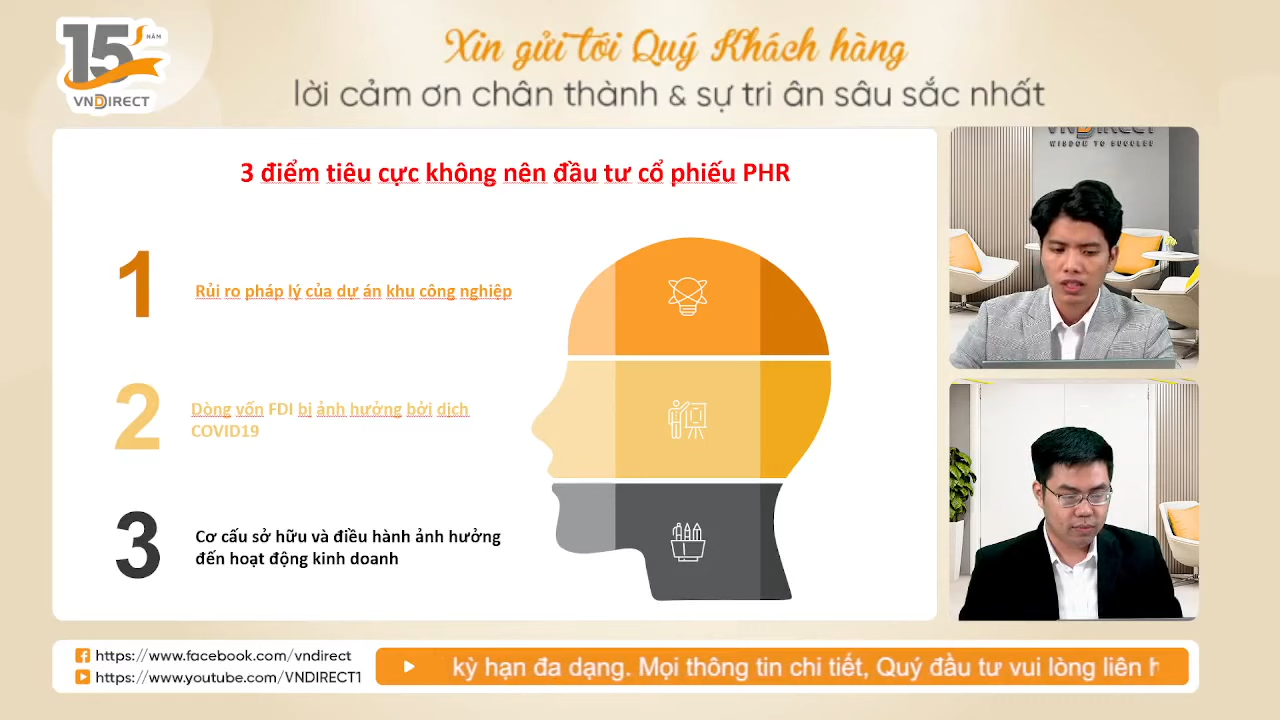 15 NĂM
VNDIRECT
Xin gửi tới Quý Khách hàng
lời cảm ơn chân thành & sự tri ân sâu sắc nhất
3 điểm tiêu cực không nên đầu tư cổ phiếu PHR
1
Rủi ro pháp lý của dự án khu công nghiệp
2
Dòng vốn FDI bị ảnh hưởng bởi dịch
COVID19
3
Cơ cấu sở hữu và điều hành ảnh hưởng
đến hoạt động kinh doanh
VNDIRECT
WISDOM TO SUCCESS
https://www.facebook.com/vndirect
https://www.youtube.com/VNDIRECT1
kỳ hạn đa dạng. Mọi thông tin chi tiết, Quý đầu tư vui lòng liên h